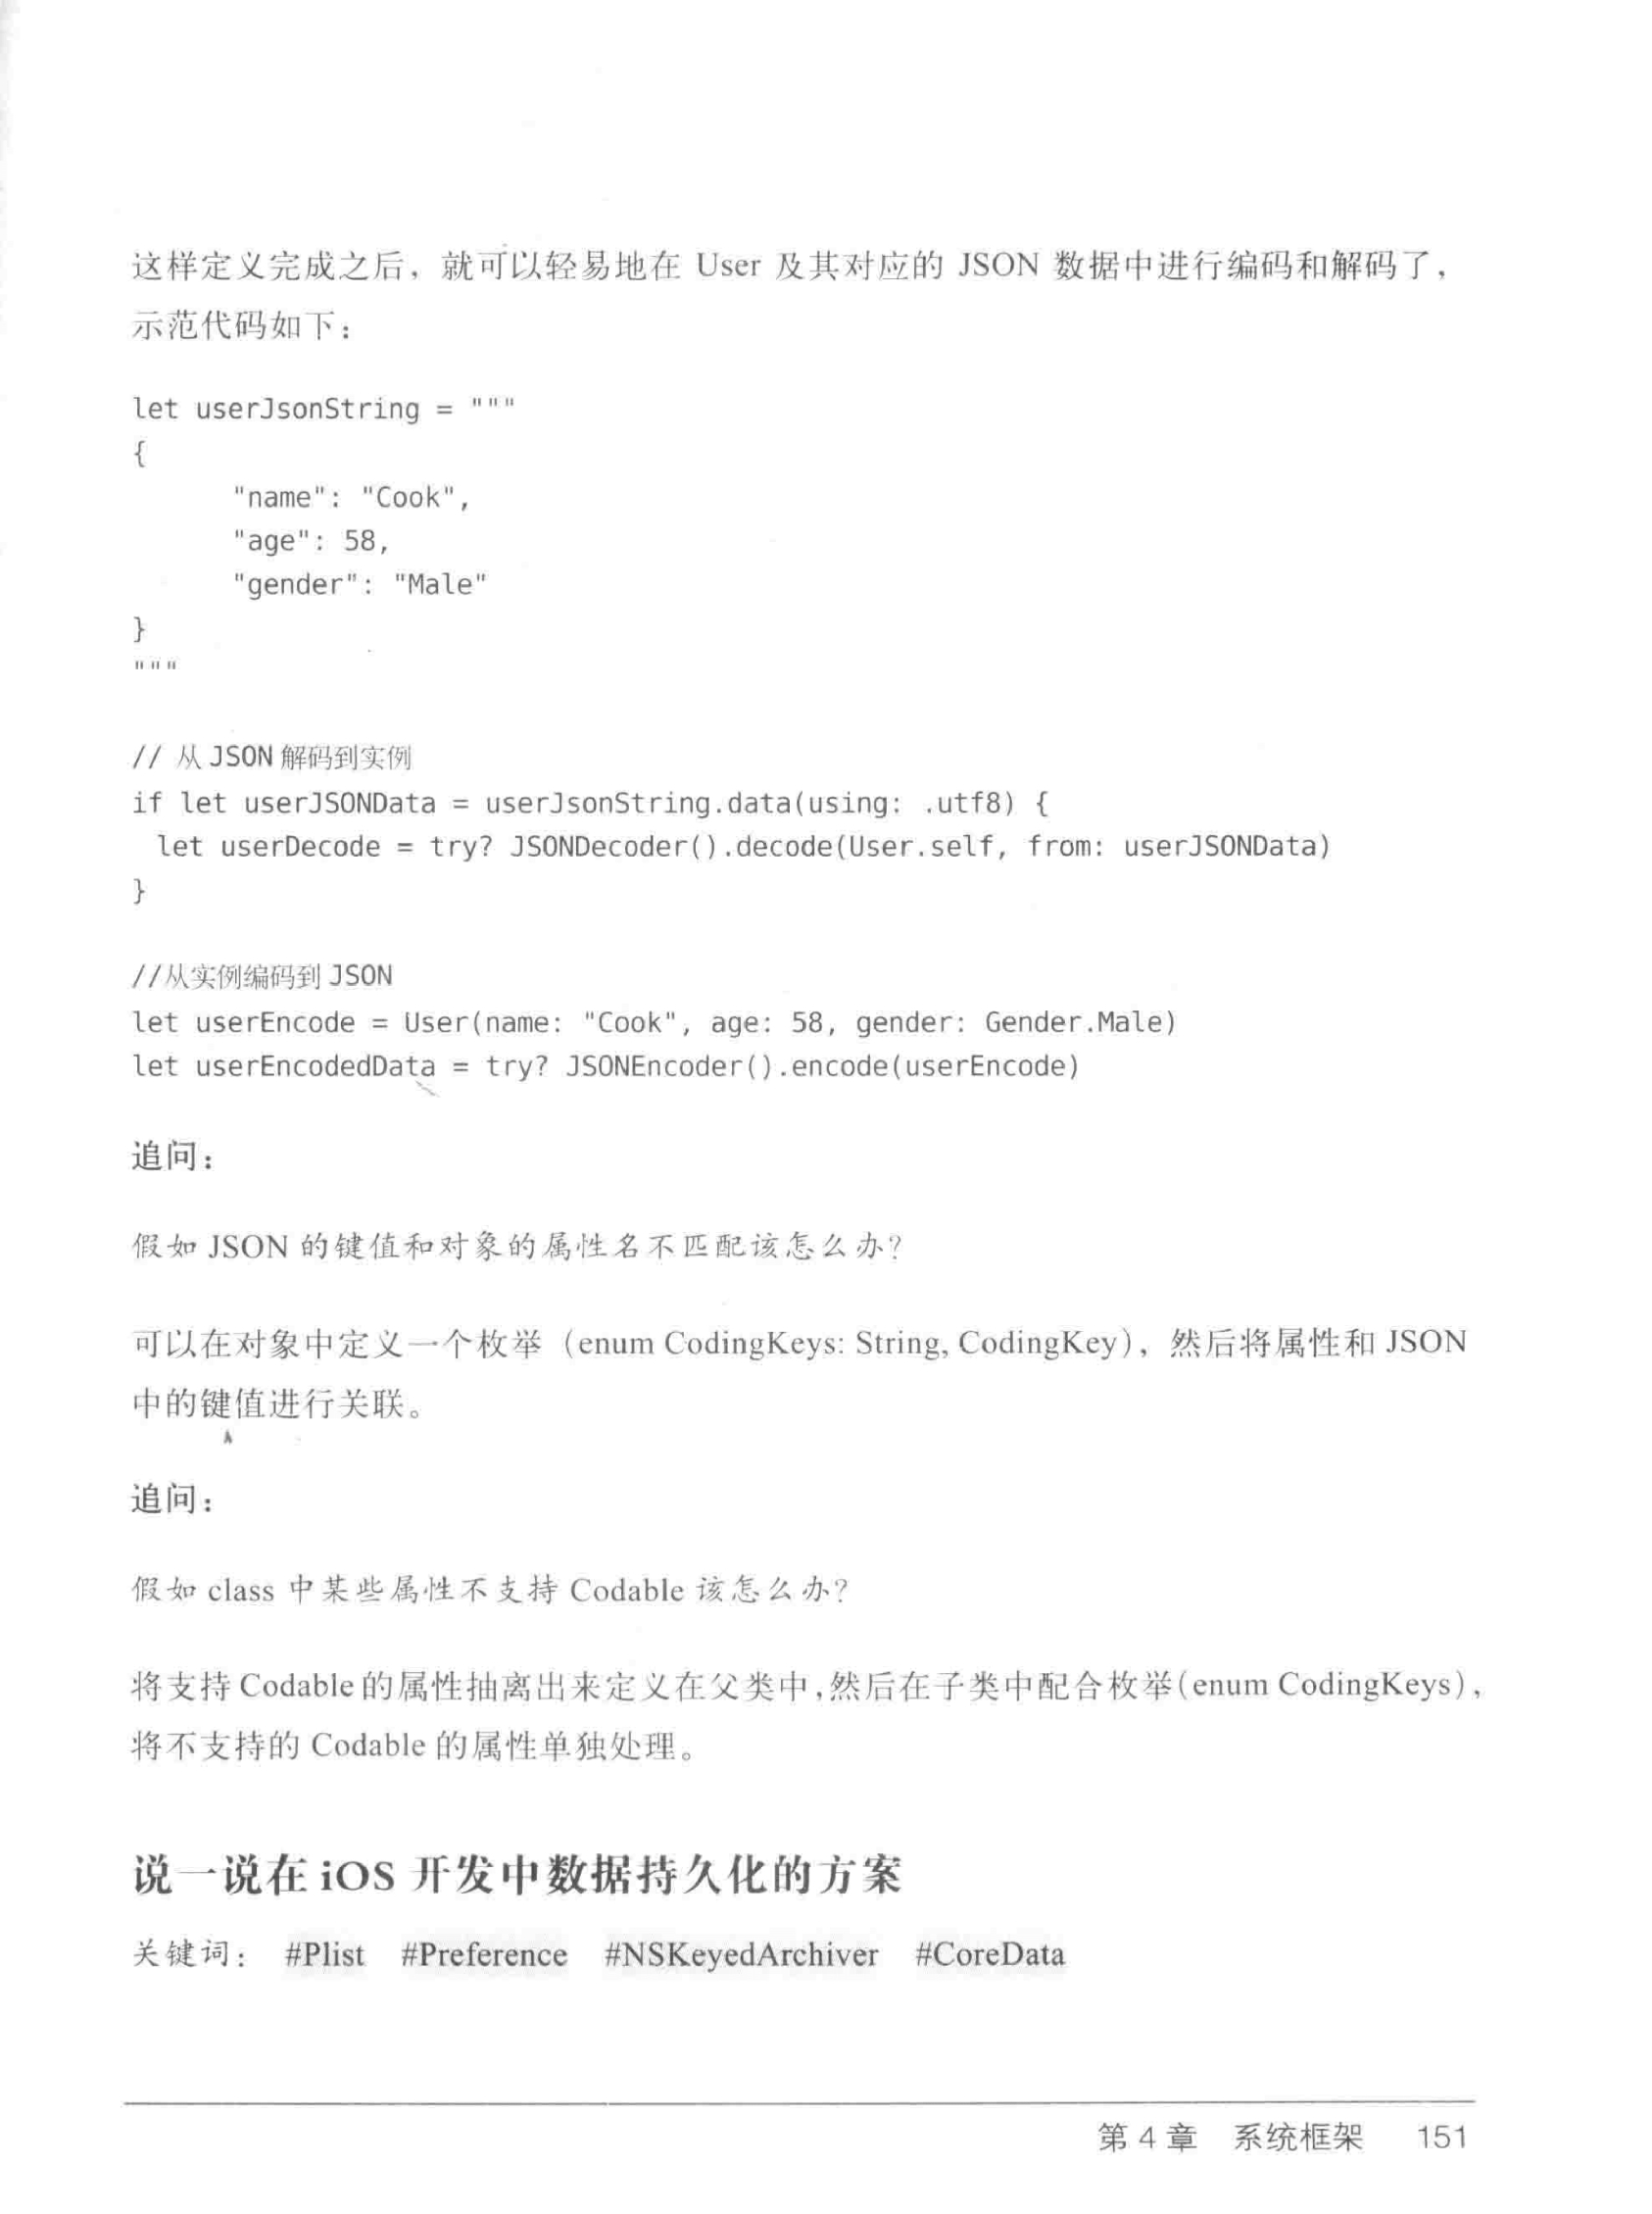 这样定义完成之后，就可以轻易地在 User 及其对应的 JSON 数据中进行编码和解码了，
示范代码如下：
let userJsonString = """
{
"name": "Cook",
"age": 58,
"gender": "Male"
}
"""
// 从 JSON 解码到实例
if let userJSONData = userJsonString.data(using: .utf8) {
let userDecode = try? JSONDecoder().decode(User.self, from: userJSONData)
}
//从实例编码到 JSON
let userEncode = User(name: "Cook", age: 58, gender: Gender.Male)
let userEncodedData = try? JSONEncoder().encode(userEncode)
追问：
假如 JSON 的键值和对象的属性名不匹配该怎么办？
可以在对象中定义一个枚举（enum CodingKeys: String, CodingKey），然后将属性和 JSON
中的键值进行关联。
追问：
假如 class 中某些属性不支持 Codable 该怎么办？
将支持 Codable 的属性抽离出来定义在父类中，然后在子类中配合枚举（enum CodingKeys），
将不支持的 Codable 的属性单独处理。
说一说在 iOS 开发中数据持久化的方案
关键词： #Plist #Preference #NSKeyedArchiver #CoreData
第 4 章 系统框架 151